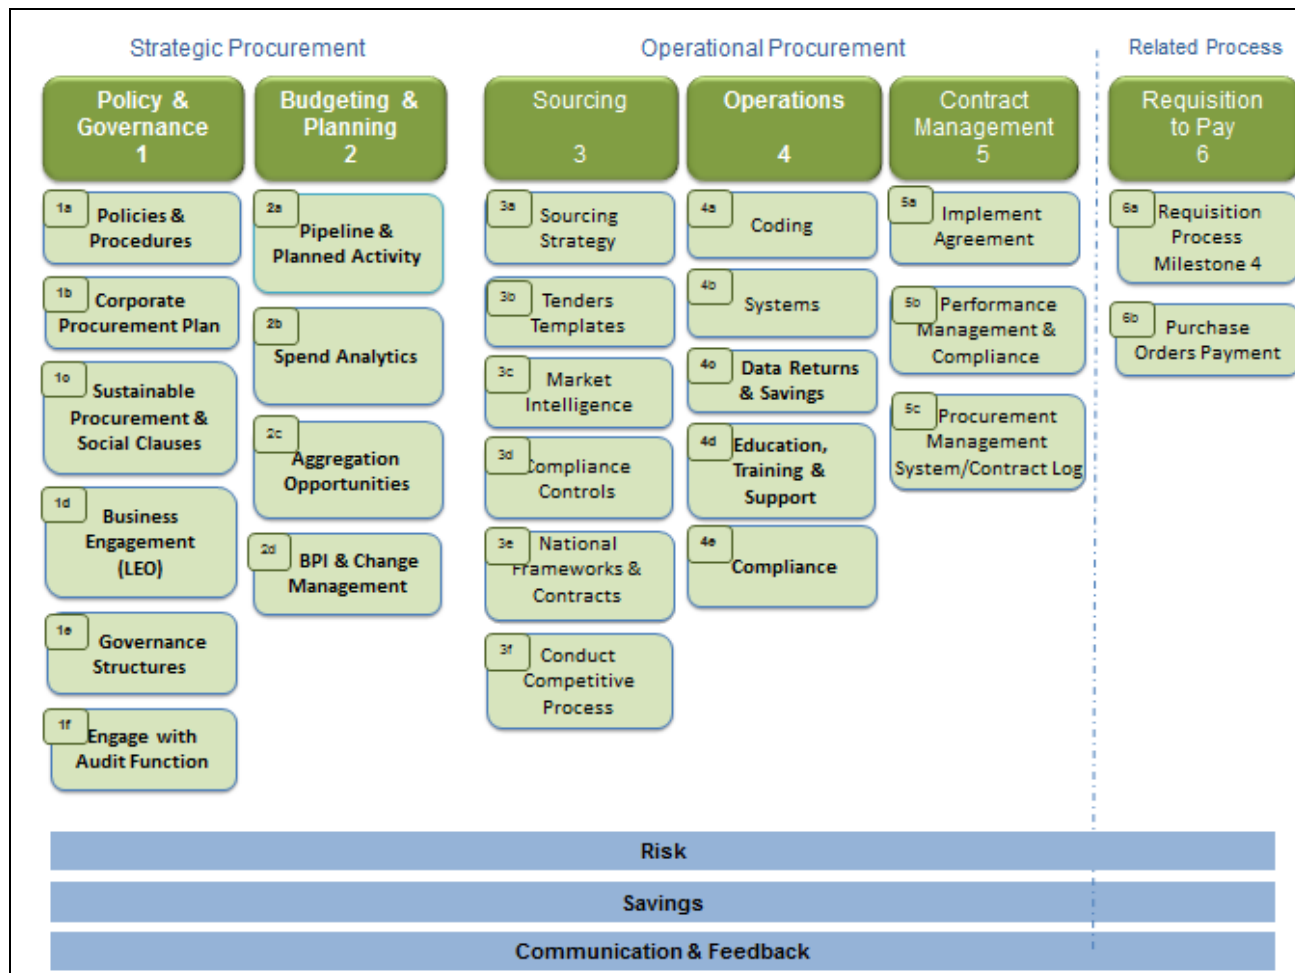 Strategic Procurement
Operational Procurement
Related Process
Policy &
Governance
1
Budgeting &
Planning
2
Sourcing
3
Operations
4
Contract
Management
5
Requisition
to Pay
6
1a
Policies &
Procedures
1b
Corporate
Procurement Plan
1c
Sustainable
Procurement &
Social Clauses
1d
Business
Engagement
(LEO)
1e
Governance
Structures
1f
Engage with
Audit Function
2a
Pipeline &
Planned Activity
2b
Spend Analytics
2c
Aggregation
Opportunities
2d
BPI & Change
Management
3a
Sourcing
Strategy
3b
Tenders
Templates
3c
Market
Intelligence
3d
Compliance
Controls
3e
National
Frameworks &
Contracts
3f
Conduct
Competitive
Process
4a
Coding
4b
Systems
4c
Data Returns
& Savings
4d
Education,
Training &
Support
4e
Compliance
5a
Implement
Agreement
5b
Performance
Management &
Compliance
5c
Procurement
Management
System/Contract Log
6a
Requisition
Process
Milestone 4
6b
Purchase
Orders Payment
Risk
Savings
Communication & Feedback